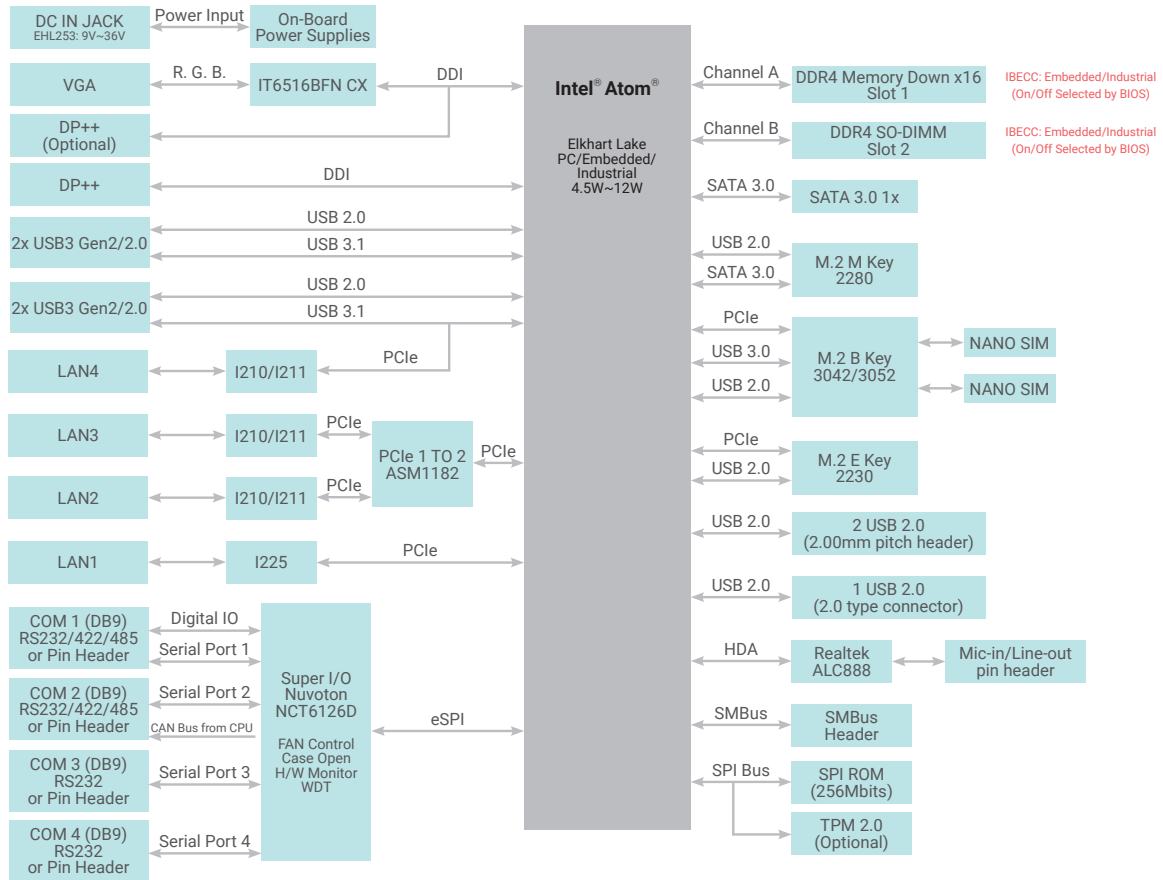 DC IN JACK
EHL253: 9V~36V
Power Input
On-Board
Power Supplies
VGA
R. G. B.
IT6516BFN CX
DDI
DP++
(Optional)
DP++
DDI
2x USB3 Gen2/2.0
USB 2.0
USB 3.1
2x USB3 Gen2/2.0
USB 2.0
USB 3.1
LAN4
I210/I211
PCIe
LAN3
I210/I211
PCIe
LAN2
I210/I211
PCIe
PCIe 1 TO 2
ASM1182
PCIe
LAN1
I225
PCIe
COM 1 (DB9)
RS232/422/485
or Pin Header
Digital IO
Serial Port 1
COM 2 (DB9)
RS232/422/485
or Pin Header
Serial Port 2
CAN Bus from CPU
COM 3 (DB9)
RS232
or Pin Header
Serial Port 3
COM 4 (DB9)
RS232
or Pin Header
Serial Port 4
Super I/O
Nuvoton
NCT6126D
FAN Control
Case Open
H/W Monitor
WDT
eSPI
Intel® Atom®
Elkhart Lake
PC/Embedded/
Industrial
4.5W~12W
Channel A
DDR4 Memory Down x16
Slot 1
IBECC: Embedded/Industrial
(On/Off Selected by BIOS)
Channel B
DDR4 SO-DIMM
Slot 2
IBECC: Embedded/Industrial
(On/Off Selected by BIOS)
SATA 3.0
SATA 3.0 1x
USB 2.0
SATA 3.0
M.2 M Key
2280
PCIe
USB 3.0
USB 2.0
M.2 B Key
3042/3052
NANO SIM
NANO SIM
PCIe
USB 2.0
M.2 E Key
2230
USB 2.0
2 USB 2.0
(2.00mm pitch header)
USB 2.0
1 USB 2.0
(2.0 type connector)
HDA
Realtek
ALC888
Mic-in/Line-out
pin header
SMBus
SMBus
Header
SPI Bus
SPI ROM
(256Mbits)
TPM 2.0
(Optional)